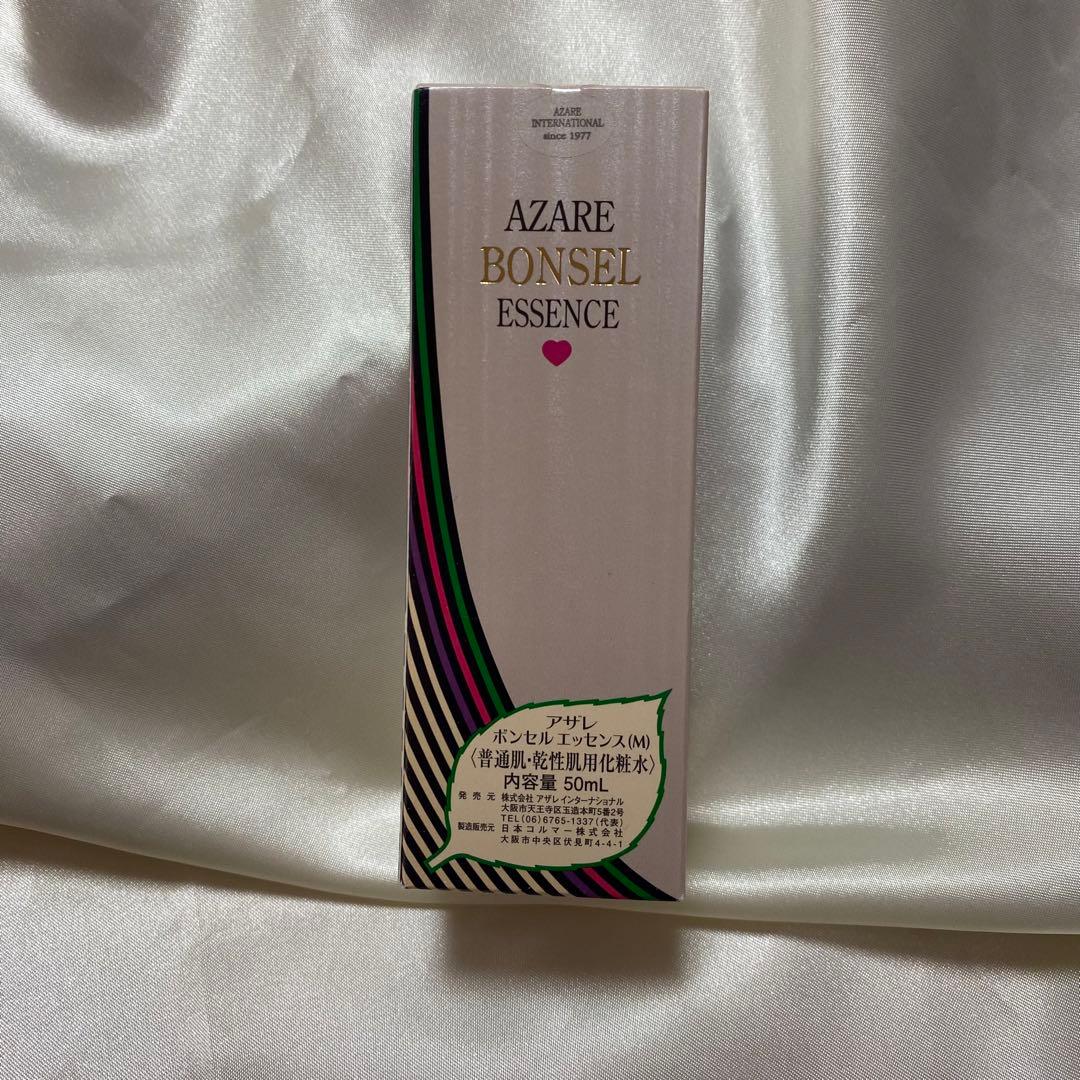 AZARE
INTERNATIONAL
since 1977
AZARE
BONSEL
ESSENCE
アザレ
ボンセル エッセンス(M)
〈普通肌・乾性肌用化粧水〉
内容量 50mL
発売元 株式会社 アザレ インターナショナル
大阪市天王寺区玉造本町5番2号
TEL(06)6765-1337(代表)
製造販売元 日本コルマー株式会社
大阪市中央区伏見町4-4-1